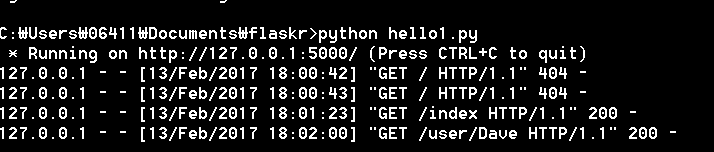 C:₩Users₩06411₩Documents₩flaskr>python hello1.py
 * Running on http://127.0.0.1:5000/ (Press CTRL+C to quit)
127.0.0.1 - - [13/Feb/2017 18:00:42] "GET / HTTP/1.1" 404 -
127.0.0.1 - - [13/Feb/2017 18:00:43] "GET / HTTP/1.1" 404 -
127.0.0.1 - - [13/Feb/2017 18:01:23] "GET /index HTTP/1.1" 200 -
127.0.0.1 - - [13/Feb/2017 18:02:00] "GET /user/Dave HTTP/1.1" 200 -